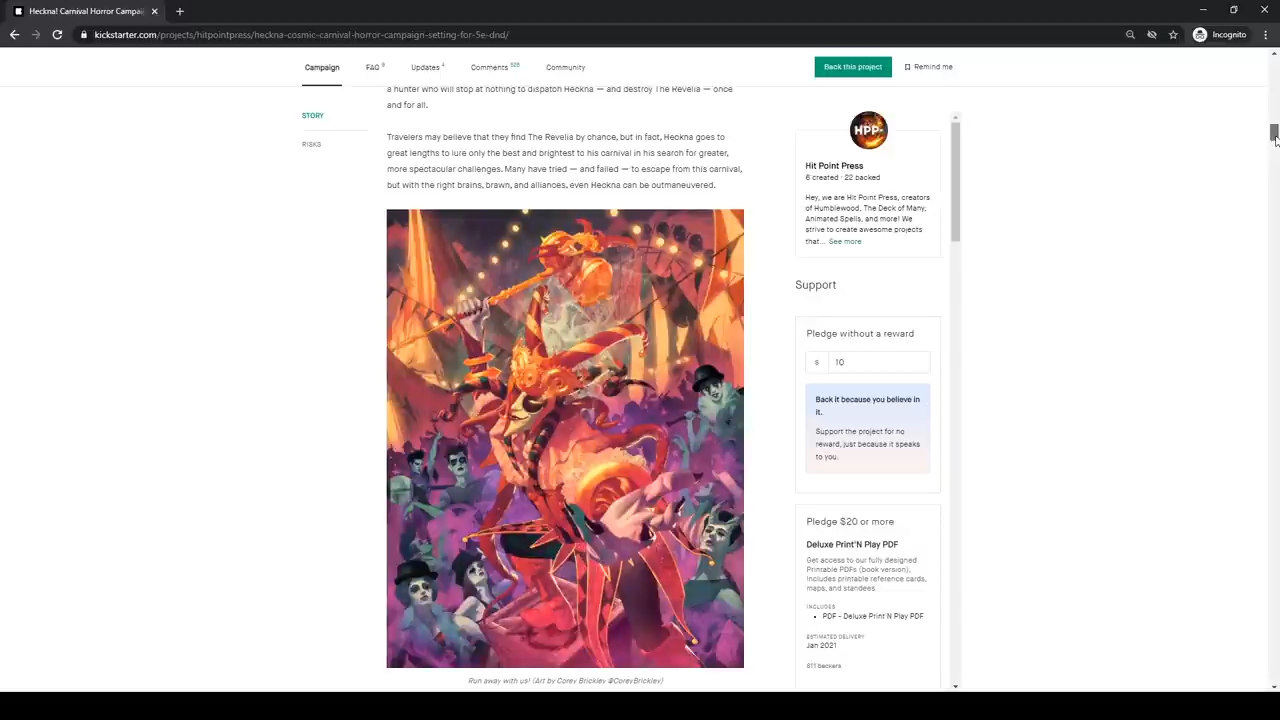 Heckna! Carnival Horror Campai
kickstarter.com/projects/hitpointpress/heckna-cosmic-carnival-horror-campaign-setting-for-5e-dnd/
Incognito
Campaign
FAQ 9
Updates 4
Comments 528
Community
Back this project
Remind me
STORY
RISKS
a hunter who will stop at nothing to dispatch Heckna — and destroy The Revelia — once
and for all.
Travelers may believe that they find The Revelia by chance, but in fact, Heckna goes to
great lengths to lure only the best and brightest to his carnival in his search for greater,
more spectacular challenges. Many have tried — and failed — to escape from this carnival,
but with the right brains, brawn, and alliances, even Heckna can be outmaneuvered.
Run away with us! (Art by Corey Brickley @CoreyBrickley)
HPP
Hit Point Press
6 created · 22 backed
Hey, we are Hit Point Press, creators
of Humblewood, The Deck of Many,
Animated Spells, and more! We
strive to create awesome projects
that... See more
Support
Pledge without a reward
$ 10
Back it because you believe in
it.
Support the project for no
reward, just because it speaks
to you.
Pledge $20 or more
Deluxe Print'N Play PDF
Get access to our fully designed
Printable PDFs (book version),
Includes printable reference cards,
maps, and standees
INCLUDES
• PDF - Deluxe Print'N Play PDF
ESTIMATED DELIVERY
Jan 2021
811 backers